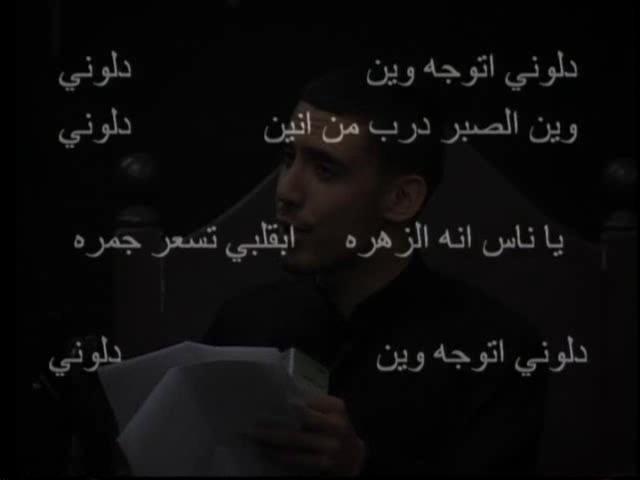 دلوني اتوجه وين دلوني
وين الصبر درب من انين دلوني
يا ناس انه الزهره ابقلبي تسعر جمره
دلوني اتوجه وين دلوني